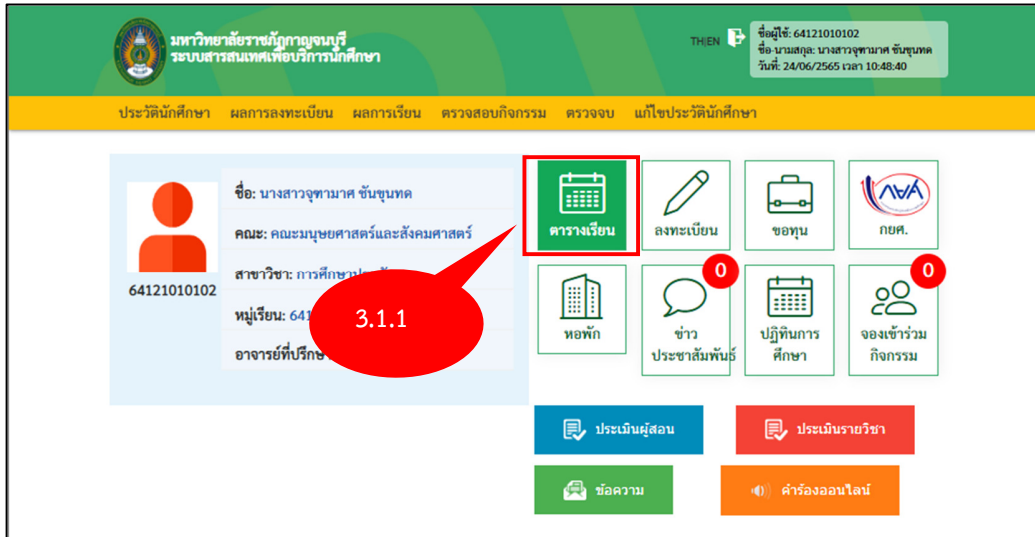 มหาวิทยาลัยราชภัฏกาญจนบุรี
ระบบสารสนเทศเพื่อบริการนักศึกษา
TH|EN
ชื่อผู้ใช้: 64121010102
ชื่อ-นามสกุล: นางสาวจุฑามาศ ขันขุนทด
วันที่: 24/06/2565 เวลา 10:48:40
ประวัตินักศึกษา ผลการลงทะเบียน ผลการเรียน ตรวจสอบกิจกรรม ตรวจจบ แก้ไขประวัตินักศึกษา
64121010102
ชื่อ: นางสาวจุฑามาศ ขันขุนทด
คณะ: คณะมนุษยศาสตร์และสังคมศาสตร์
สาขาวิชา: การศึกษา
หมู่เรียน: 641
อาจารย์ที่ปรึกษา
3.1.1
ตารางเรียน
ลงทะเบียน
ขอทุน
กยศ
กยศ.
หอพัก
0
ข่าว
ประชาสัมพันธ์
ปฏิทินการ
ศึกษา
0
จองเข้าร่วม
กิจกรรม
ประเมินผู้สอน
ประเมินรายวิชา
ข้อความ
คำร้องออนไลน์